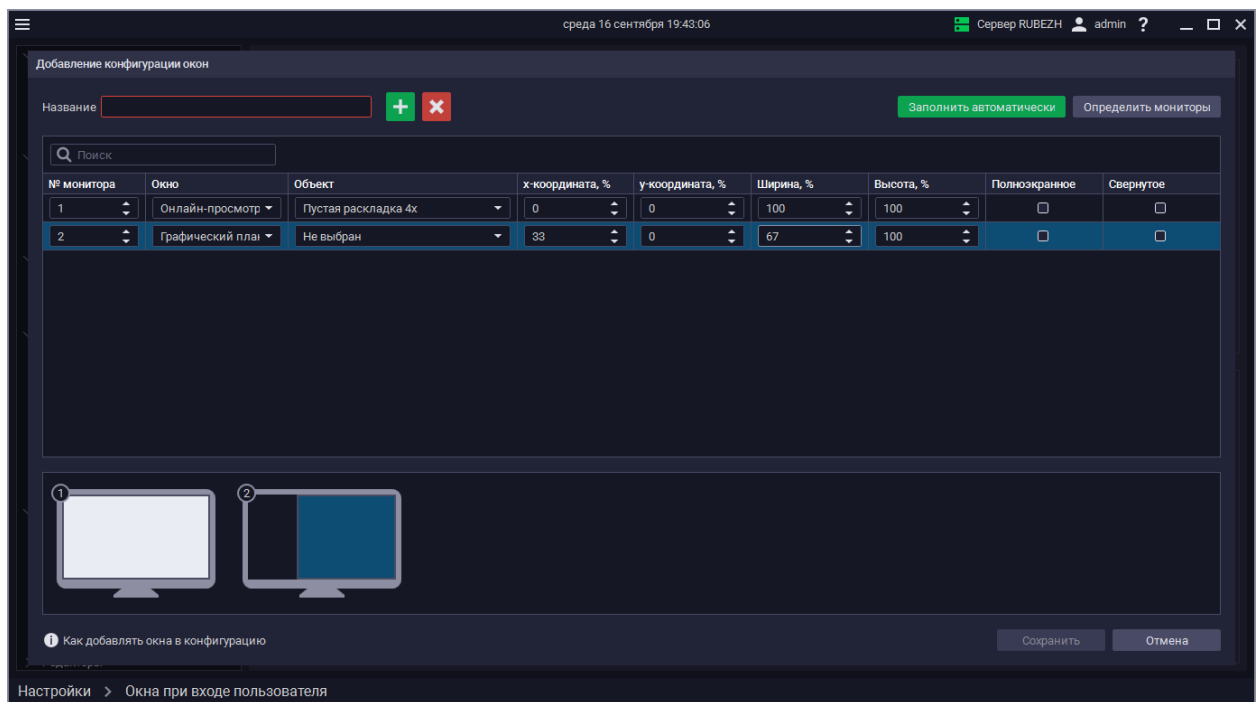 среда 16 сентября 19:43:06 Сервер RUBEZH admin ?
Добавление конфигурации окон
Название Заполнить автоматически Определить мониторы
Поиск
№ монитора Окно Объект x-координата, % y-координата, % Ширина, % Высота, % Полноэкранное Свернутое
1 Онлайн-просмотр Пустая раскладка 4x 0 0 100 100
2 Графический план Не выбран 33 0 67 100
1 2
Как добавлять окна в конфигурацию Сохранить Отмена
Настройки > Окна при входе пользователя